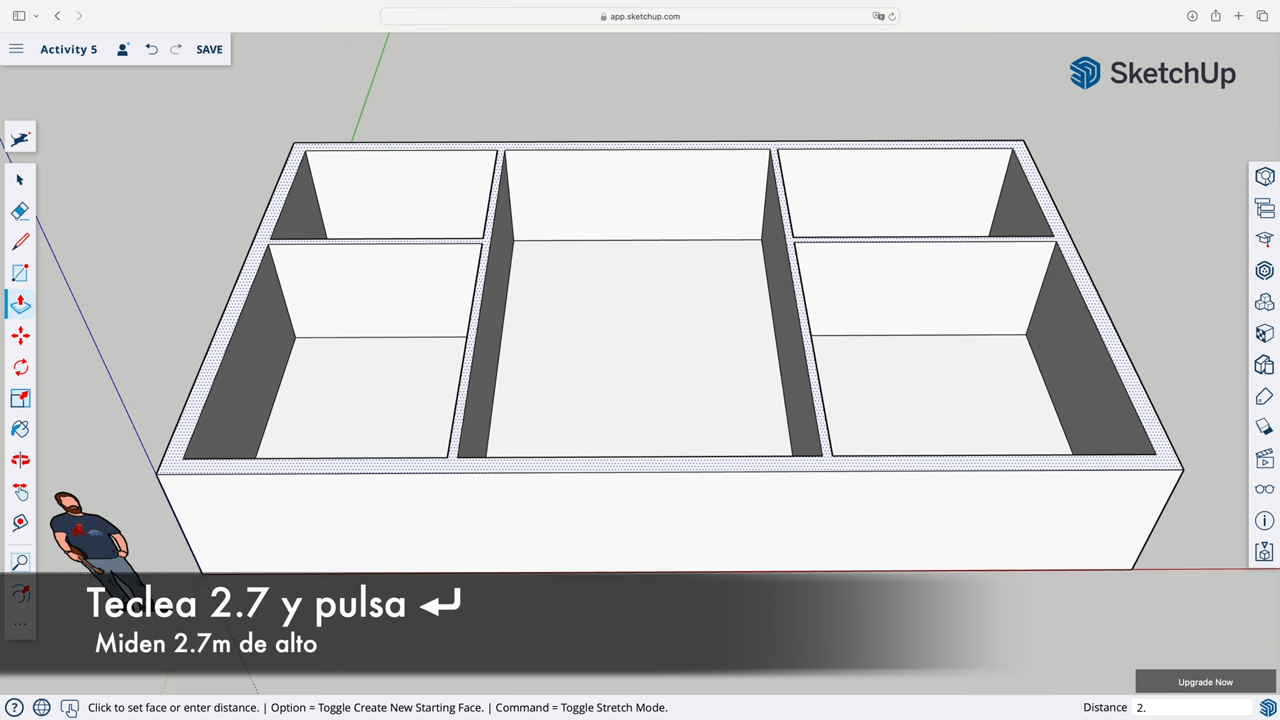 app.sketchup.com
Activity 5
SAVE
SketchUp
Teclea 2.7 y pulsa
Miden 2.7m de alto
Upgrade Now
Click to set face or enter distance. | Option = Toggle Create New Starting Face. | Command = Toggle Stretch Mode.
Distance 2.